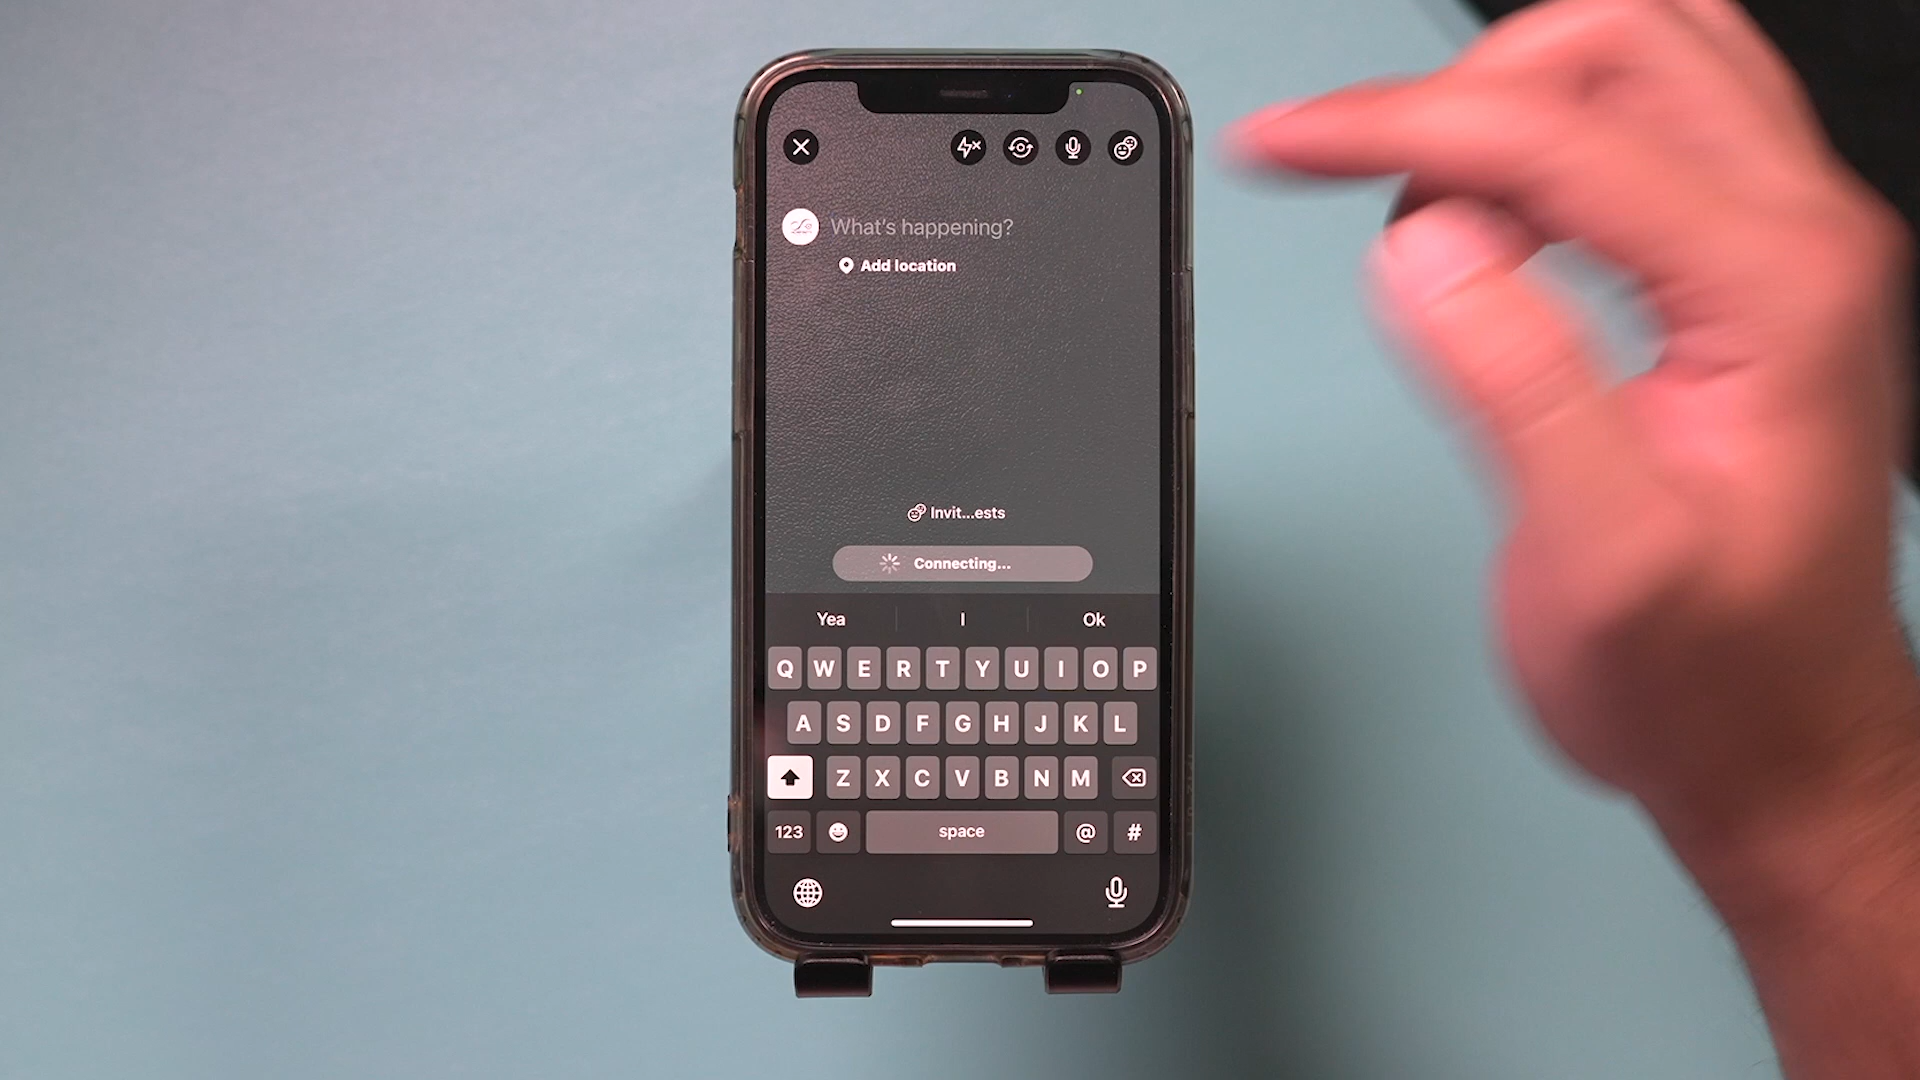 What's happening?
Add location
Invit...ests
Connecting...
Yea I Ok
Q W E R T Y U I O P
A S D F G H J K L
Z X C V B N M
123 space @ #